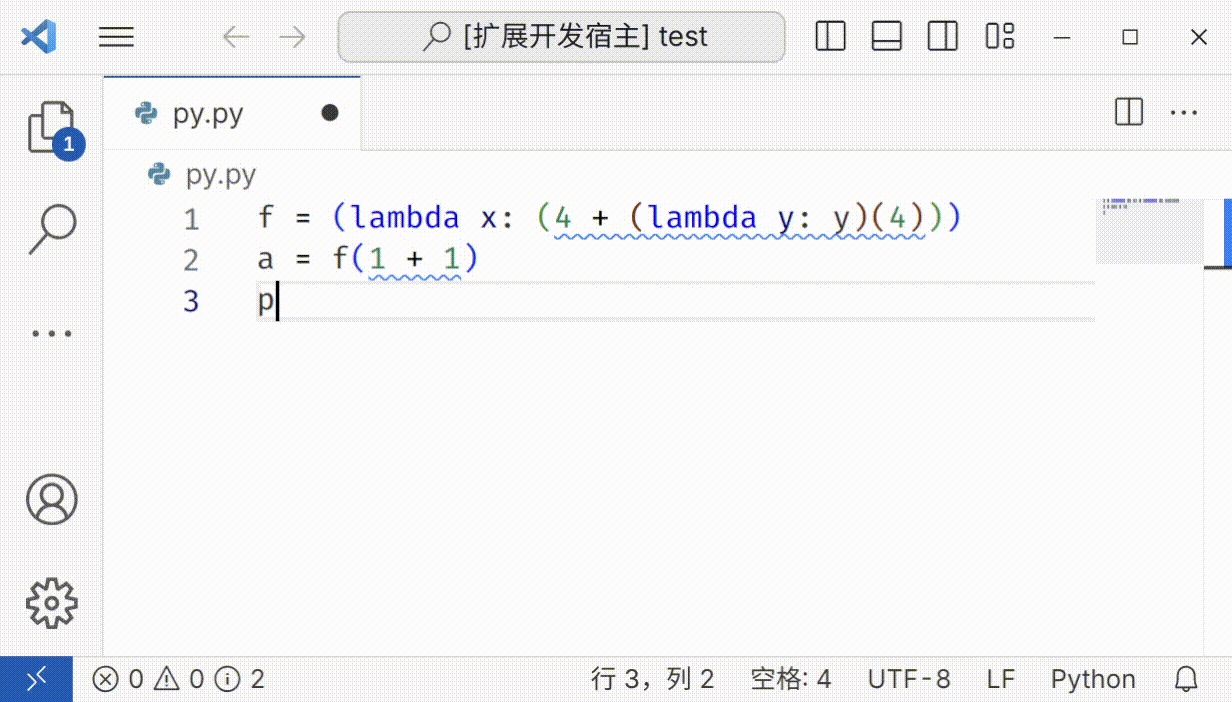 [扩展开发宿主] test
py.py
1
py.py
1 f = (lambda x: (4 + (lambda y: y)(4)))
2 a = f(1 + 1)
3 p
0 0 2 行 3，列 2 空格: 4 UTF-8 LF Python